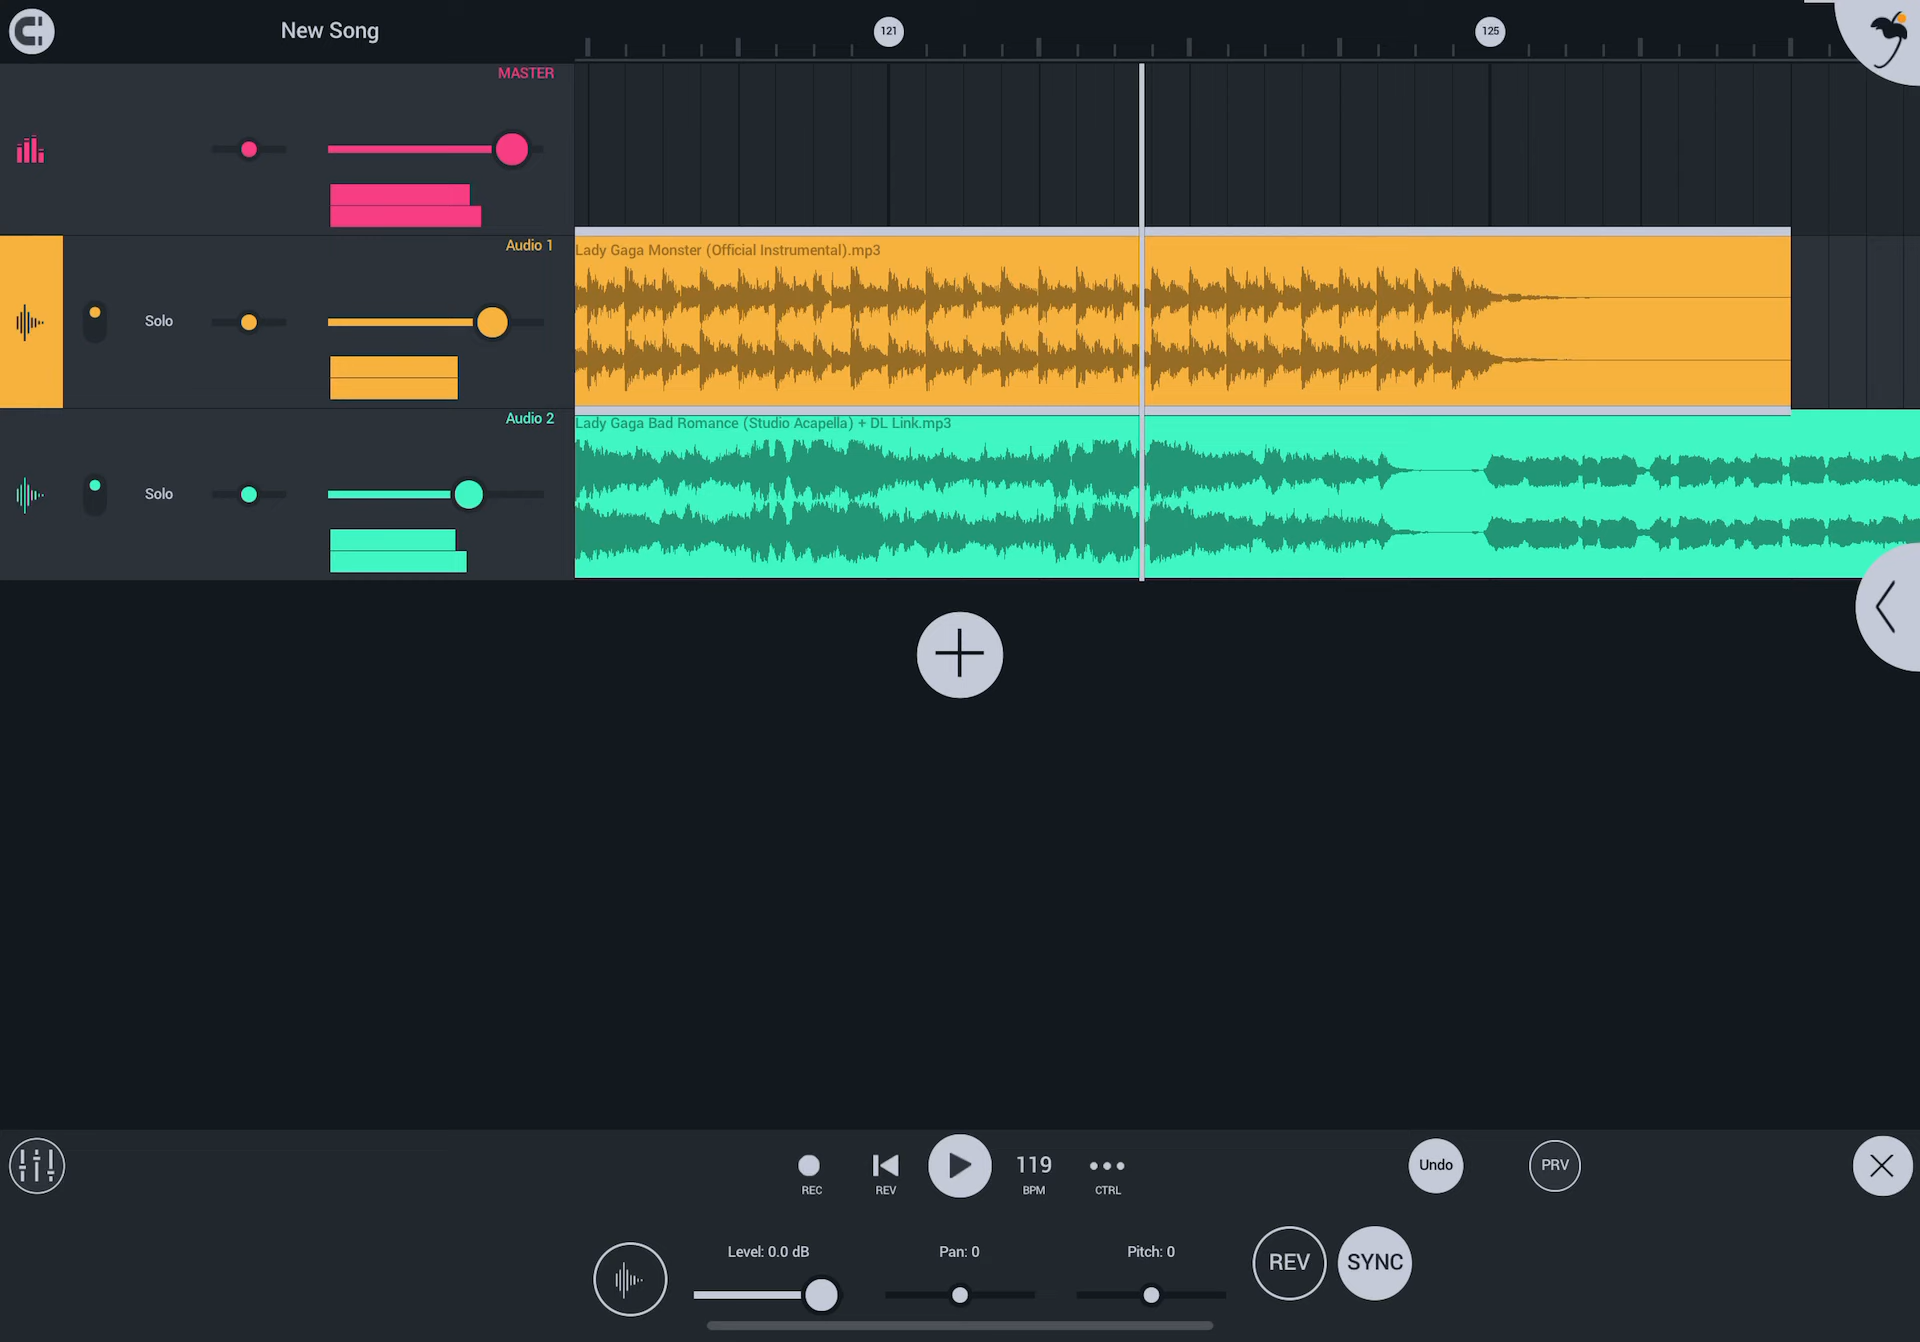 New Song
121
125
MASTER
Audio 1
Lady Gaga Monster (Official Instrumental).mp3
Solo
Audio 2
Lady Gaga Bad Romance (Studio Acapella) + DL Link.mp3
Solo
119
Undo
PRV
REC
REV
BPM
CTRL
Level: 0.0 dB
Pan: 0
Pitch: 0
REV
SYNC